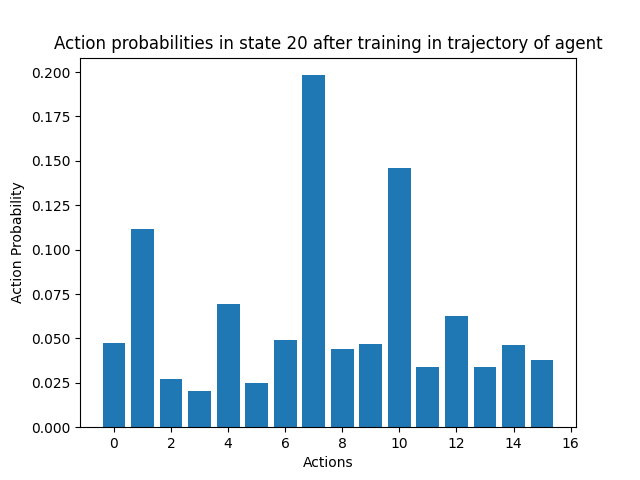 Action probabilities in state 20 after training in trajectory of agent
0.200
0.175
0.150
0.125
0.100
0.075
0.050
0.025
0.000
Action Probability
0 2 4 6 8 10 12 14 16
Actions